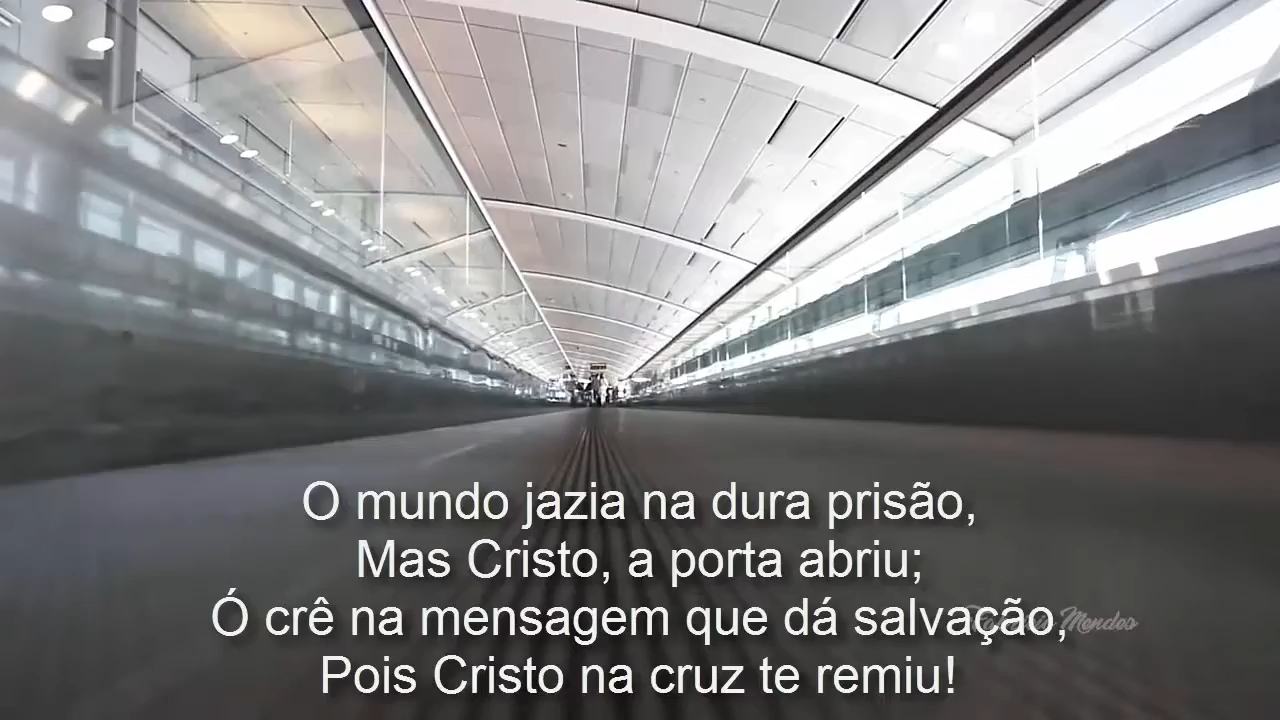 O mundo jazia na dura prisão,
Mas Cristo, a porta abriu;
Ó crê na mensagem que dá salvação,
Mendes
Pois Cristo na cruz te remiu!